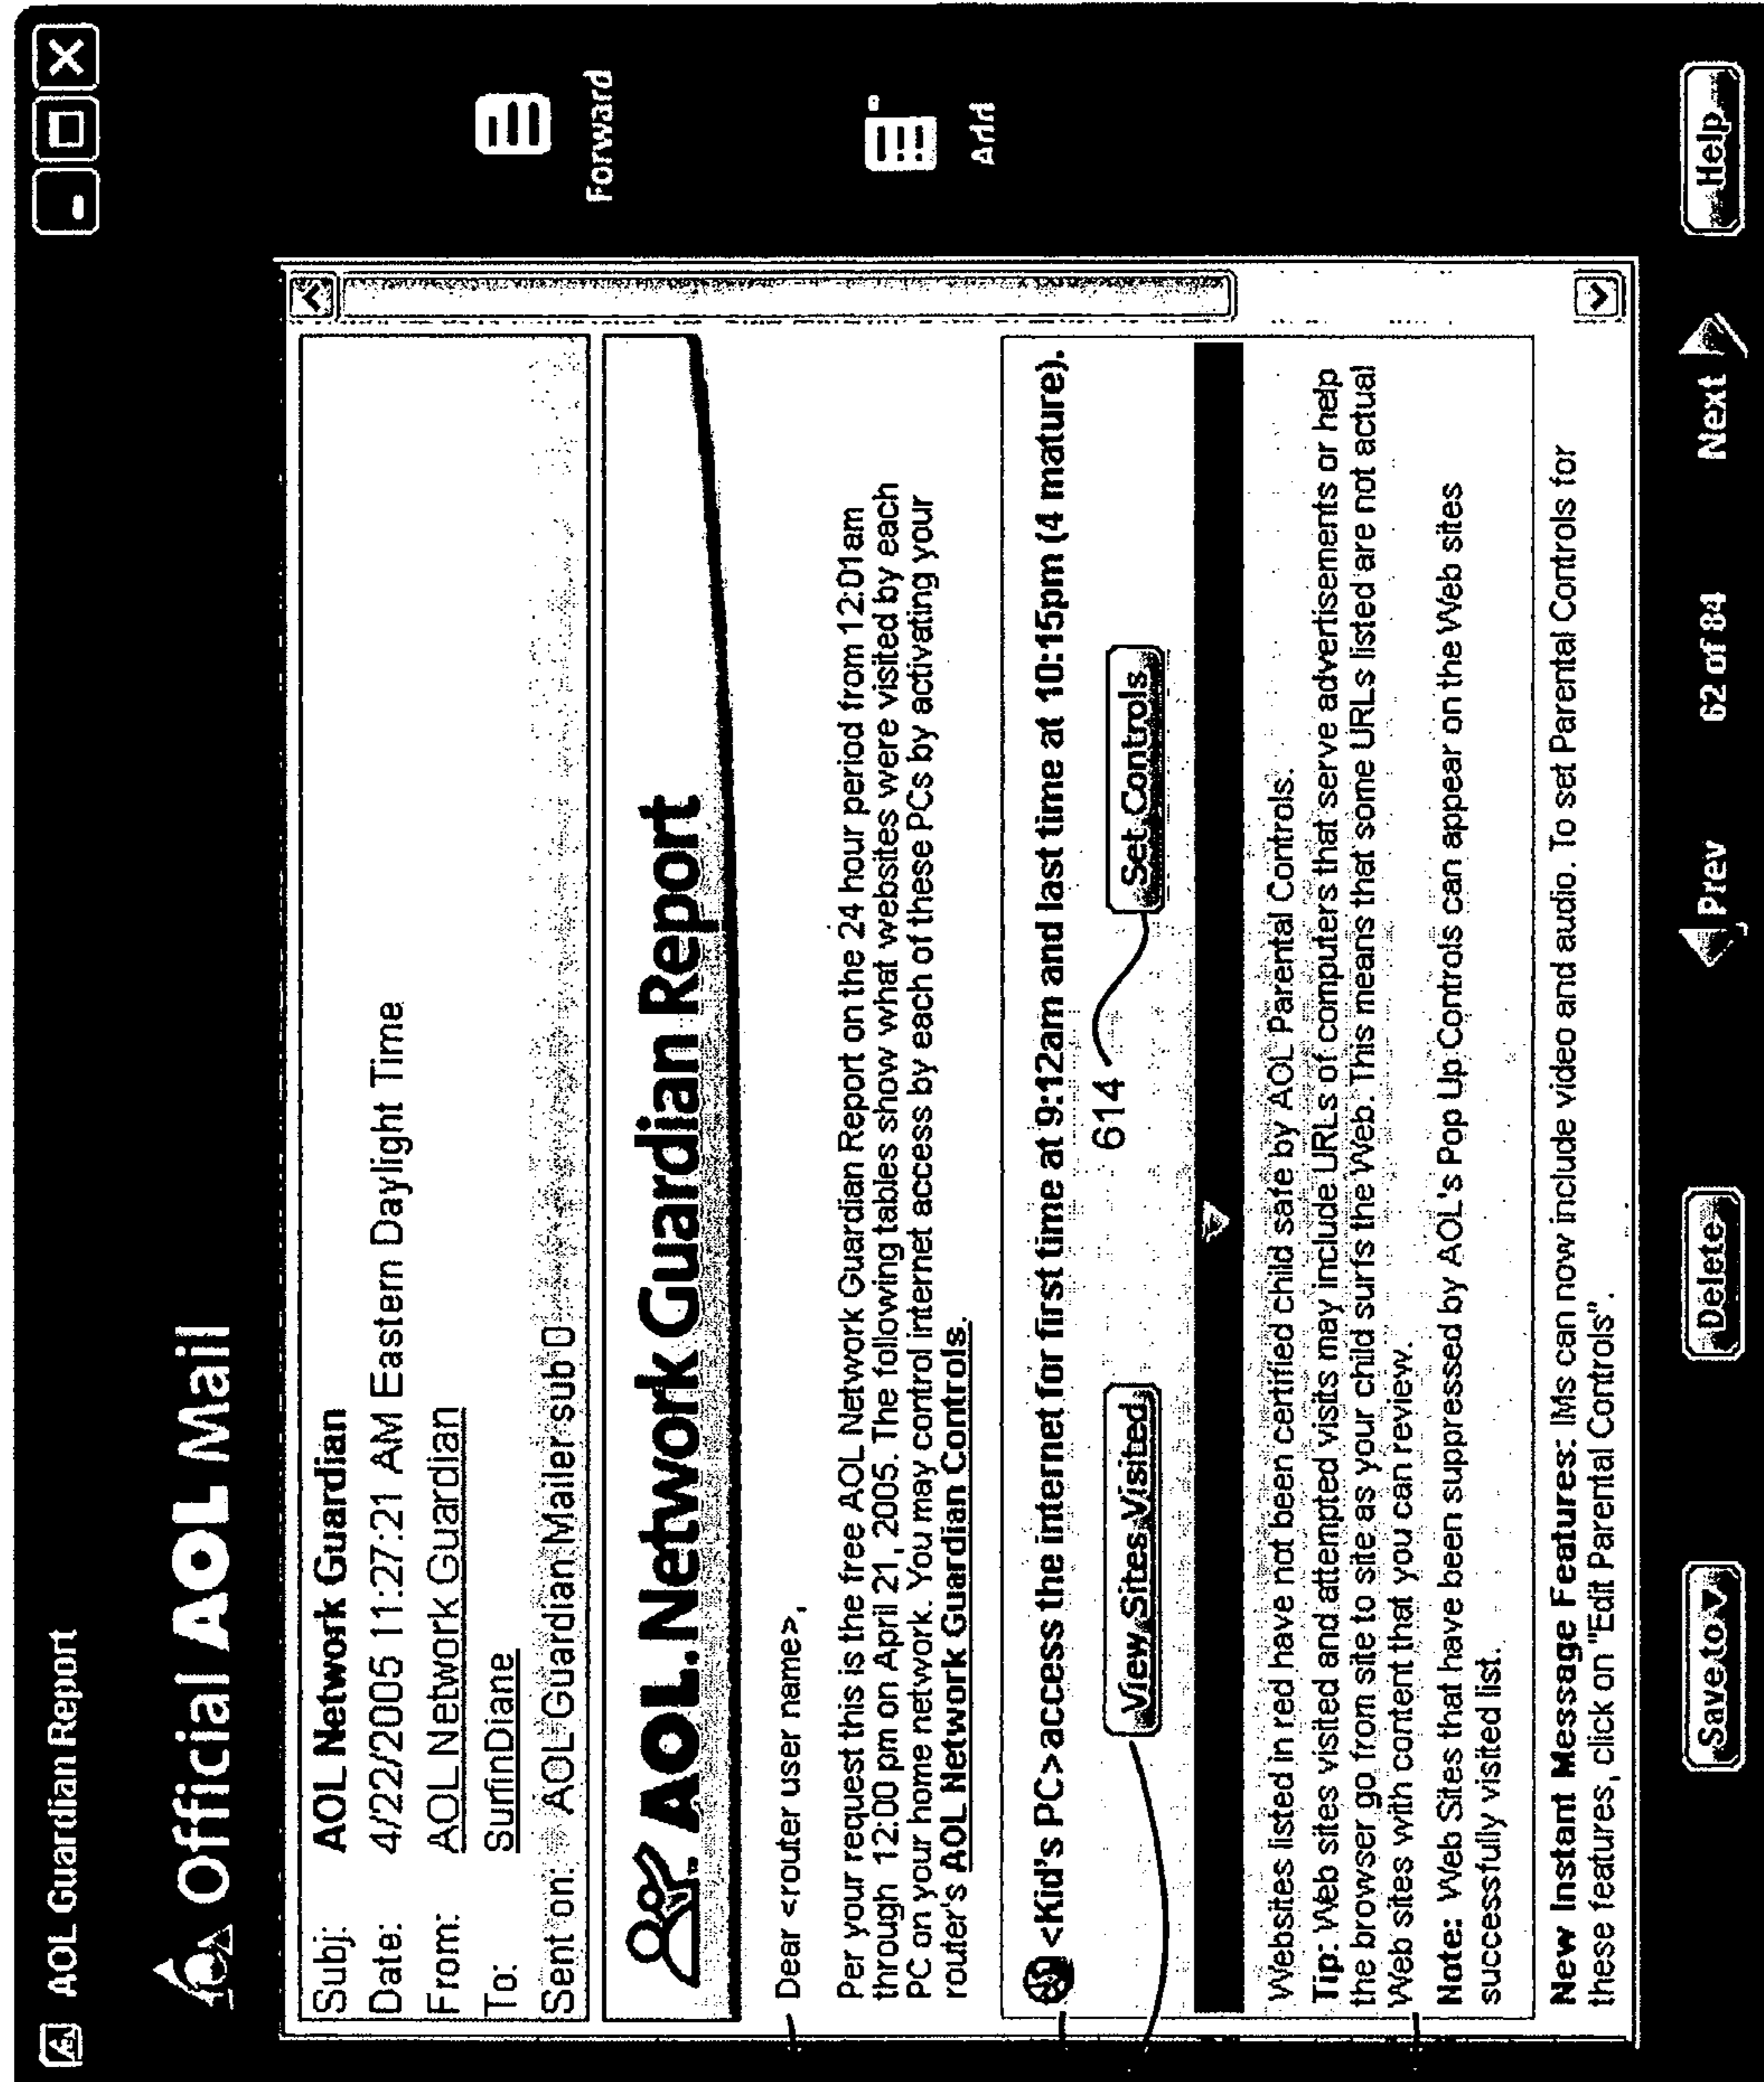 AOL Guardian Report
Official AOL Mail
Subj: AOL Network Guardian
Date: 4/22/2005 11:27:21 AM Eastern Daylight Time
From: AOL Network Guardian
To: SurfinDiane
Sent on: AOL Guardian Mailer sub 0
AOL Network Guardian Report
Dear <router user name>,
Per your request this is the free AOL Network Guardian Report on the 24 hour period from 12:01am
through 12:00 pm on April 21, 2005. The following tables show what websites were visited by each
PC on your home network. You may control internet access by each of these PCs by activating your
router's AOL Network Guardian Controls.
<Kid's PC>access the internet for first time at 9:12am and last time at 10:15pm (4 mature).
View Sites Visited
614
Set Controls
Websites listed in red have not been certified child safe by AOL Parental Controls.
Tip: Web sites visited and attempted visits may include URLs of computers that serve advertisements or help
the browser go from site to site as your child surfs the Web. This means that some URLs listed are not actual
Web sites with content that you can review.
Note: Web Sites that have been suppressed by AOL's Pop Up Controls can appear on the Web sites
successfully visited list.
New Instant Message Features: IMs can now include video and audio. To set Parental Controls for
these features, click on "Edit Parental Controls".
Forward
Add
Save to
Delete
Prev
62 of 84
Next
Help